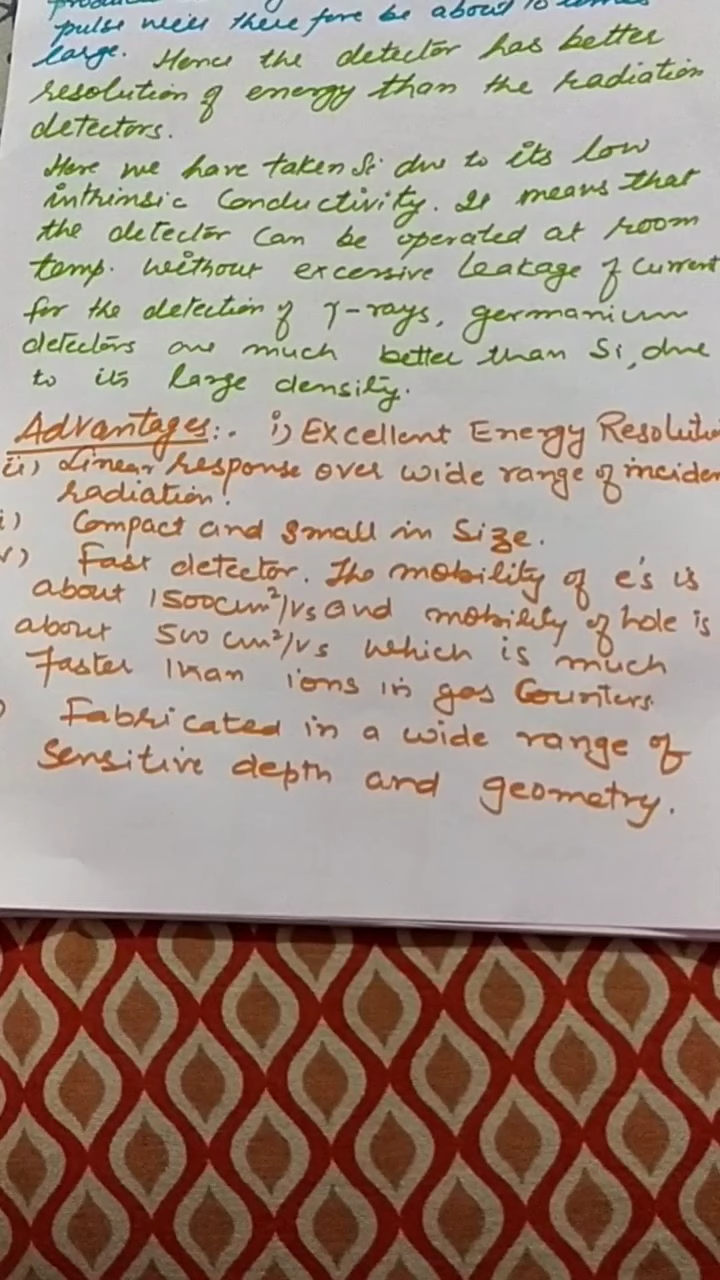 pulse will there fore be about 10 times
large. Hence the detector has better
resolution of energy than the radiation
detectors.
Here we have taken Si due to its low
inthinsic Conductivity. It means that
the detector can be operated at room
temp. without excessive leakage of Current
for the detection of γ-rays, germanium
detectors are much better than Si, due
to its large density.
Advantages:- i) Excellent Energy Resolutio
ii) Linear response over wide range of inciden
radiation.
i) Compact and small in Size.
v) Fast detector. The mobility of e's is
about 1500cm²/vs and mobility of hole is
about 500 cm²/vs which is much
faster than ions in gas Counters.
Fabricated in a wide range of
sensitive depth and geometry.